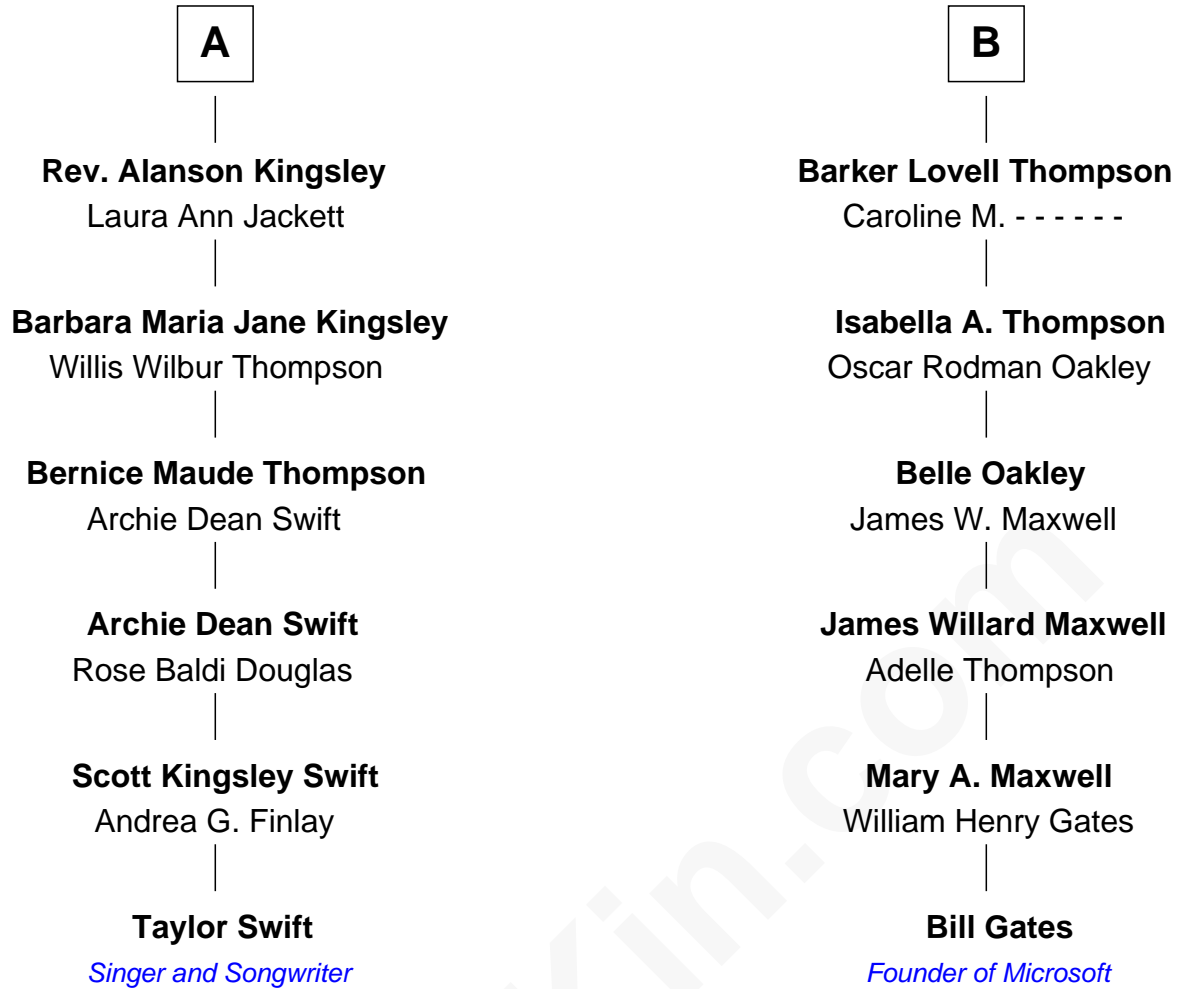 A
Rev. Alanson Kingsley
Laura Ann Jackett
Barbara Maria Jane Kingsley
Willis Wilbur Thompson
Bernice Maude Thompson
Archie Dean Swift
Archie Dean Swift
Rose Baldi Douglas
Scott Kingsley Swift
Andrea G. Finlay
Taylor Swift
Singer and Songwriter
B
Barker Lovell Thompson
Caroline M. - - - - - -
Isabella A. Thompson
Oscar Rodman Oakley
Belle Oakley
James W. Maxwell
James Willard Maxwell
Adelle Thompson
Mary A. Maxwell
William Henry Gates
Bill Gates
Founder of Microsoft